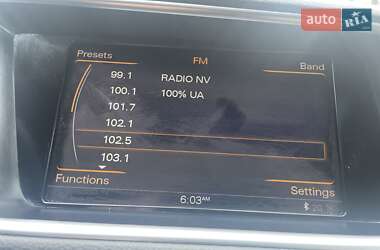 auto RIA
Presets FM Band
99.1 RADIO NV
100.1 100% UA
101.7
102.1
102.5
103.1
Functions Settings
6:03AM